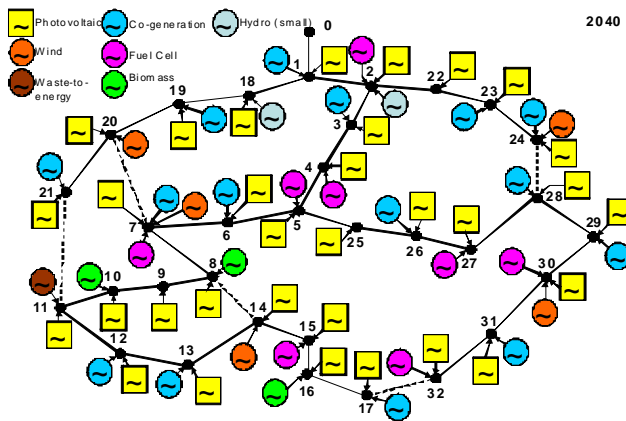 Photovoltaic Co-generation Hydro (small) 0 2040
Wind Fuel Cell
Waste-to-
energy
Biomass
1 2 22 23
18 19 20 3 24
4 21 28
7 6 5 25 26 27 29
8 9 10 11 30
14 15 31
12 13 16 17 32